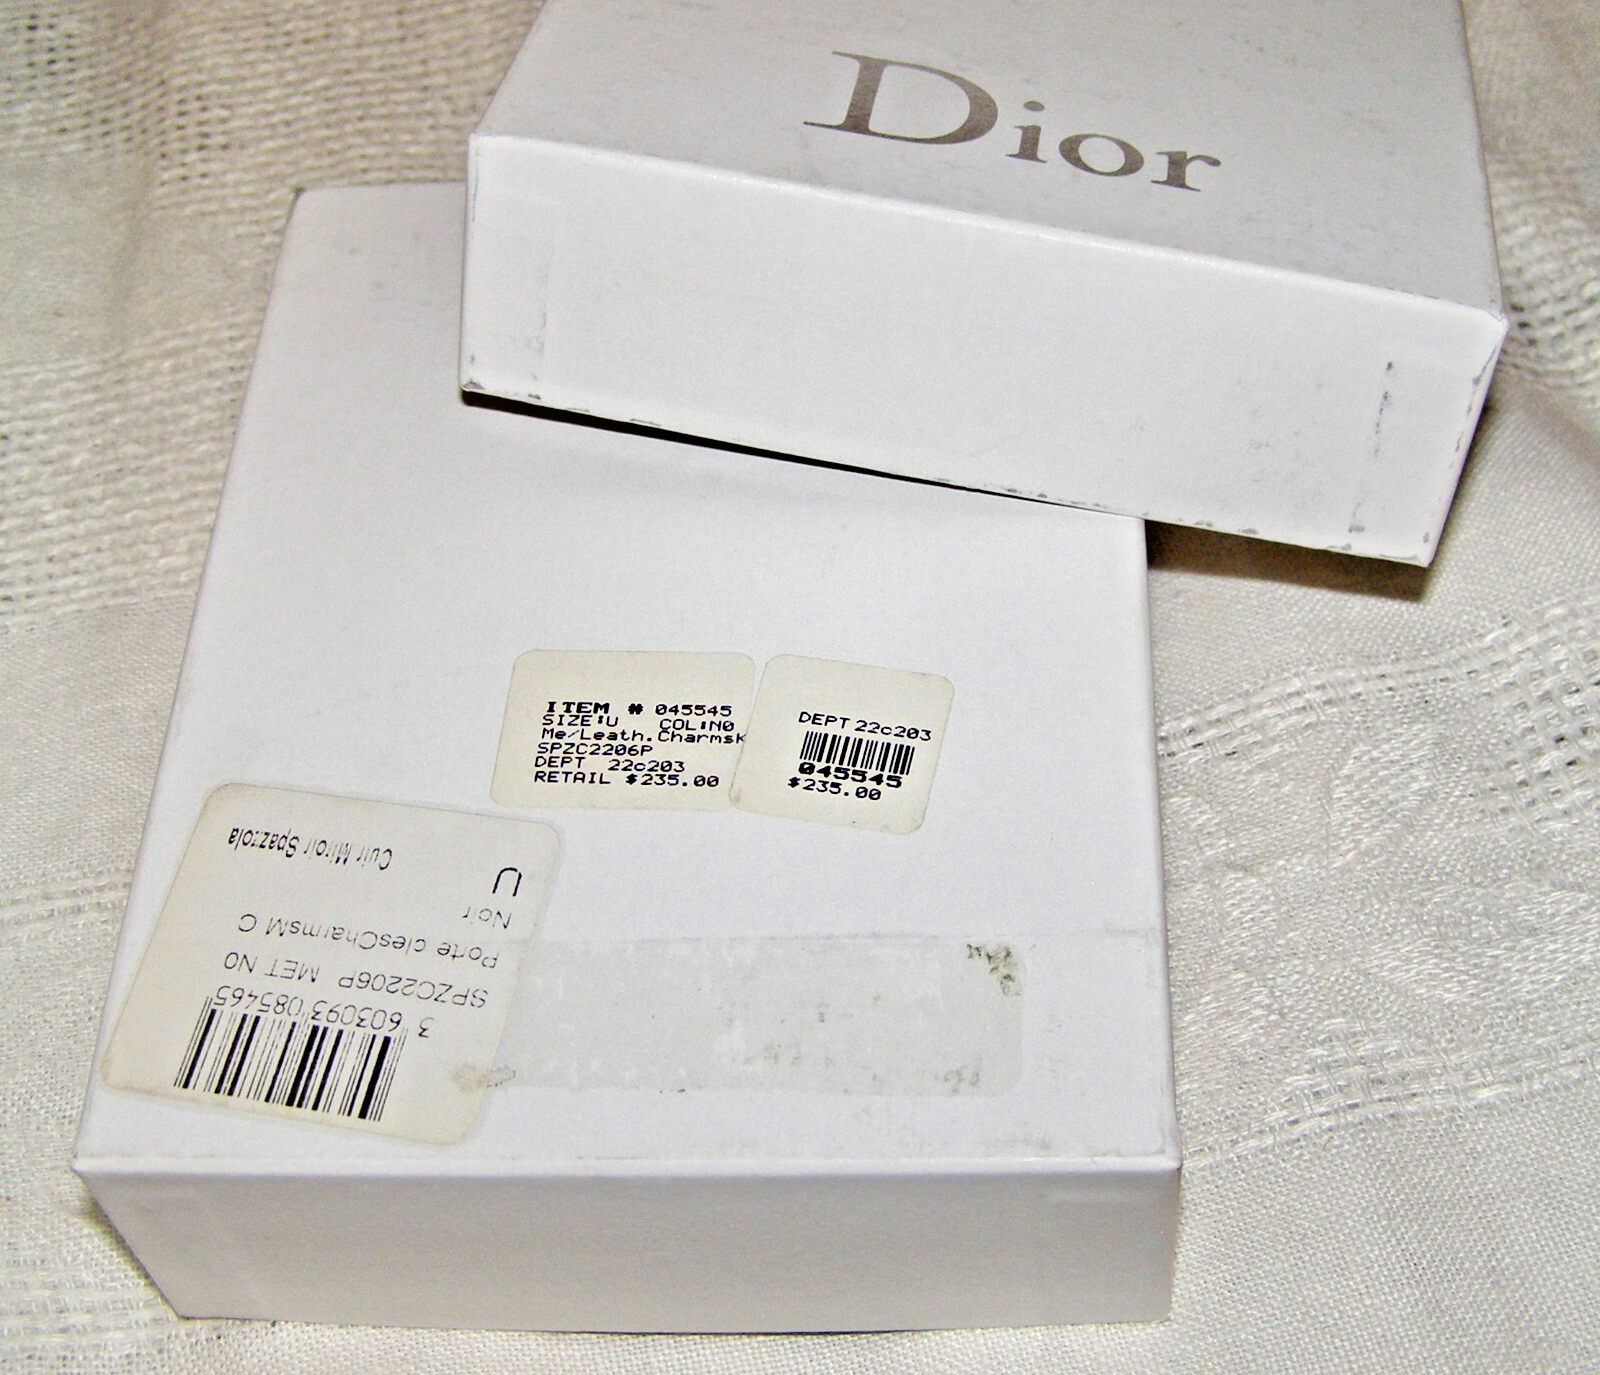 Dior
ITEM # 045545
SIZE:U COL:N0
Me/Leath.CharmsK
SPZC2206P
DEPT 22c203
RETAIL $235.00
DEPT 22c203
045545
$235.00
3 603093 085465
SPZC2206P MET N0
Porte clesCharmsM C
Noir
U
Cuir Miroir Spazzola